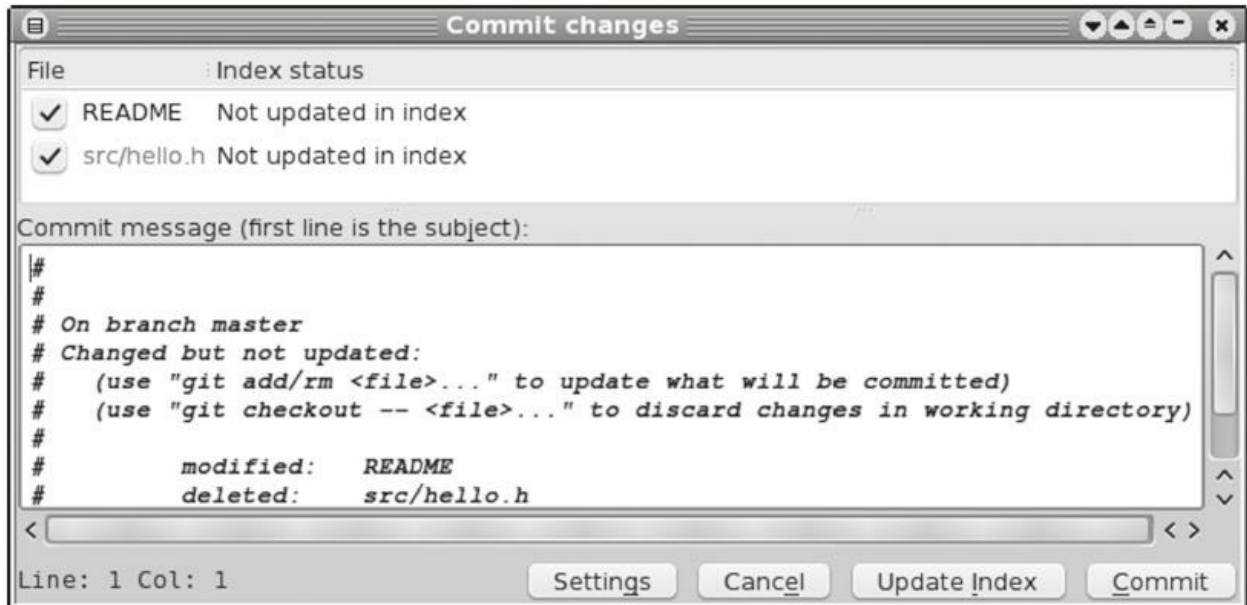 Commit changes
File Index status
README Not updated in index
src/hello.h Not updated in index
Commit message (first line is the subject):
#
#
# On branch master
# Changed but not updated:
#   (use "git add/rm <file>..." to update what will be committed)
#   (use "git checkout -- <file>..." to discard changes in working directory)
#
#       modified:   README
#       deleted:    src/hello.h
Line: 1 Col: 1 Settings Cancel Update Index Commit